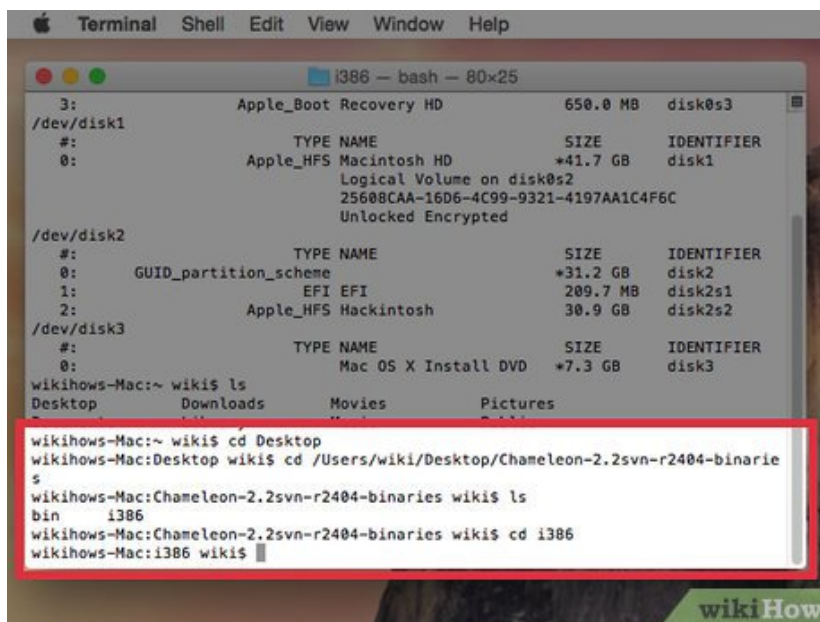 Terminal Shell Edit View Window Help
i386 — bash — 80×25
3: Apple_Boot Recovery HD 650.0 MB disk0s3
/dev/disk1
#: TYPE NAME SIZE IDENTIFIER
0: Apple_HFS Macintosh HD *41.7 GB disk1
Logical Volume on disk0s2
25608CAA-16D6-4C99-9321-4197AA1C4F6C
Unlocked Encrypted
/dev/disk2
#: TYPE NAME SIZE IDENTIFIER
0: GUID_partition_scheme *31.2 GB disk2
1: EFI EFI 209.7 MB disk2s1
2: Apple_HFS Hackintosh 30.9 GB disk2s2
/dev/disk3
#: TYPE NAME SIZE IDENTIFIER
0: Mac OS X Install DVD *7.3 GB disk3
wikihows-Mac:~ wiki$ ls
Desktop Downloads Movies Pictures
wikihows-Mac:~ wiki$ cd Desktop
wikihows-Mac:Desktop wiki$ cd /Users/wiki/Desktop/Chameleon-2.2svn-r2404-binarie
s
wikihows-Mac:Chameleon-2.2svn-r2404-binaries wiki$ ls
bin i386
wikihows-Mac:Chameleon-2.2svn-r2404-binaries wiki$ cd i386
wikihows-Mac:i386 wiki$
wikiHow